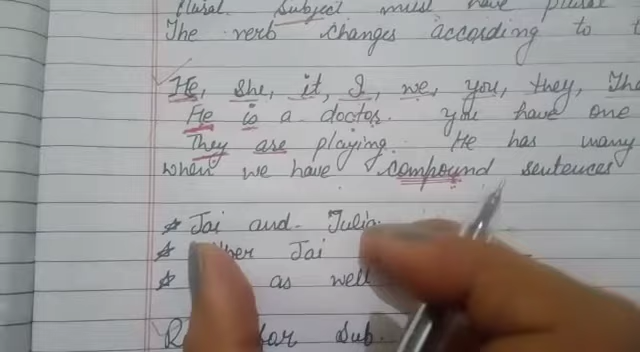 plural. Subject must have plural
The verb changes according to t
He, she, it, I, we, you, they, The
He is a doctor. You have one
They are playing. He has many
when we have compound sentences
* Jai and Julia
* Jai
* as well
Sub.